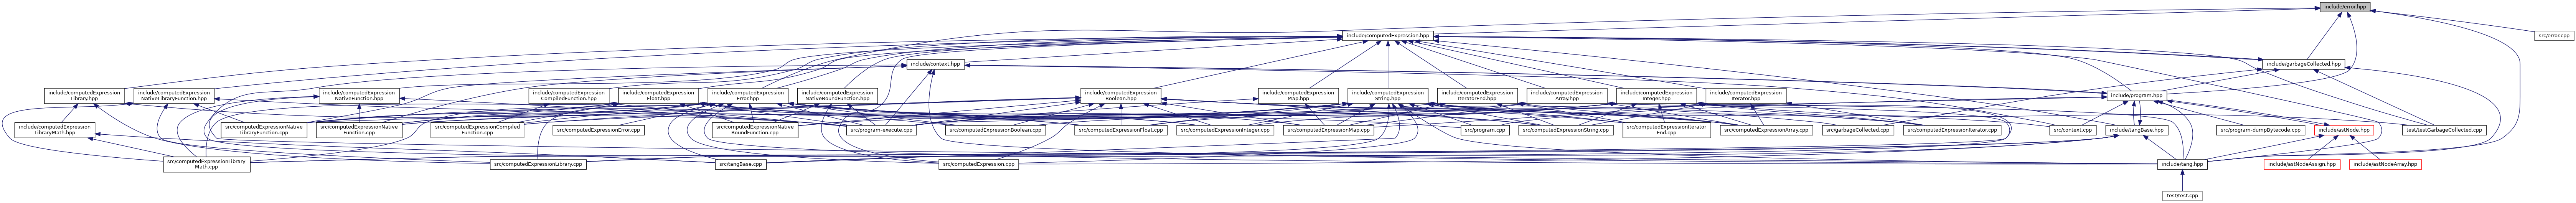 include/error.hpp
src/error.cpp
include/computedExpression.hpp
include/context.hpp
include/garbageCollected.hpp
include/computedExpression
Library.hpp
include/computedExpression
NativeLibraryFunction.hpp
include/computedExpression
NativeFunction.hpp
include/computedExpression
CompiledFunction.hpp
include/computedExpression
Float.hpp
include/computedExpression
Error.hpp
include/computedExpression
NativeBoundFunction.hpp
include/computedExpression
Boolean.hpp
include/computedExpression
Map.hpp
include/computedExpression
String.hpp
include/computedExpression
IteratorEnd.hpp
include/computedExpression
Array.hpp
include/computedExpression
Integer.hpp
include/computedExpression
Iterator.hpp
include/program.hpp
include/computedExpression
LibraryMath.hpp
src/computedExpressionNative
LibraryFunction.cpp
src/computedExpressionNative
Function.cpp
src/computedExpressionCompiled
Function.cpp
src/computedExpressionError.cpp
src/computedExpressionNative
BoundFunction.cpp
src/program-execute.cpp
src/computedExpressionBoolean.cpp
src/computedExpressionFloat.cpp
src/computedExpressionInteger.cpp
src/computedExpressionMap.cpp
src/program.cpp
src/computedExpressionString.cpp
src/computedExpressionIterator
End.cpp
src/computedExpressionArray.cpp
src/garbageCollected.cpp
src/computedExpressionIterator.cpp
src/context.cpp
include/tangBase.hpp
src/program-dumpBytecode.cpp
include/astNode.hpp
test/testGarbageCollected.cpp
src/computedExpressionLibrary
Math.cpp
src/computedExpressionLibrary.cpp
src/tangBase.cpp
src/computedExpression.cpp
include/tang.hpp
include/astNodeAssign.hpp
include/astNodeArray.hpp
test/test.cpp